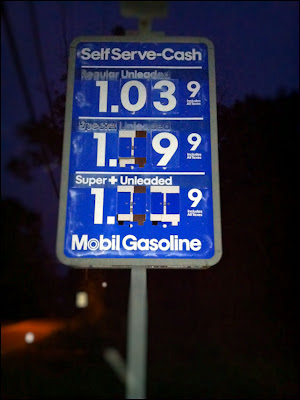 Self Serve-Cash
Regular Unleaded
1.03 9
Includes
All Taxes
Unleaded
1. 9 9
Includes
All Taxes
Super+ Unleaded
1. 9
Includes
All Taxes
Mobil Gasoline